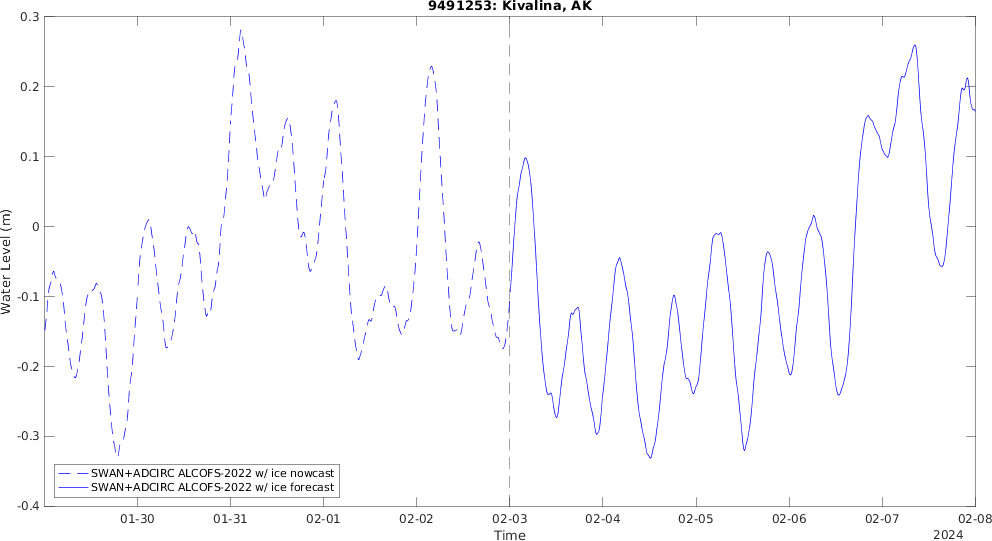 9491253: Kivalina, AK
0.3
0.2
0.1
0
-0.1
-0.2
-0.3
-0.4
Water Level (m)
SWAN+ADCIRC ALCOFS-2022 w/ ice nowcast
SWAN+ADCIRC ALCOFS-2022 w/ ice forecast
01-30 01-31 02-01 02-02 02-03 02-04 02-05 02-06 02-07 02-08
Time
2024